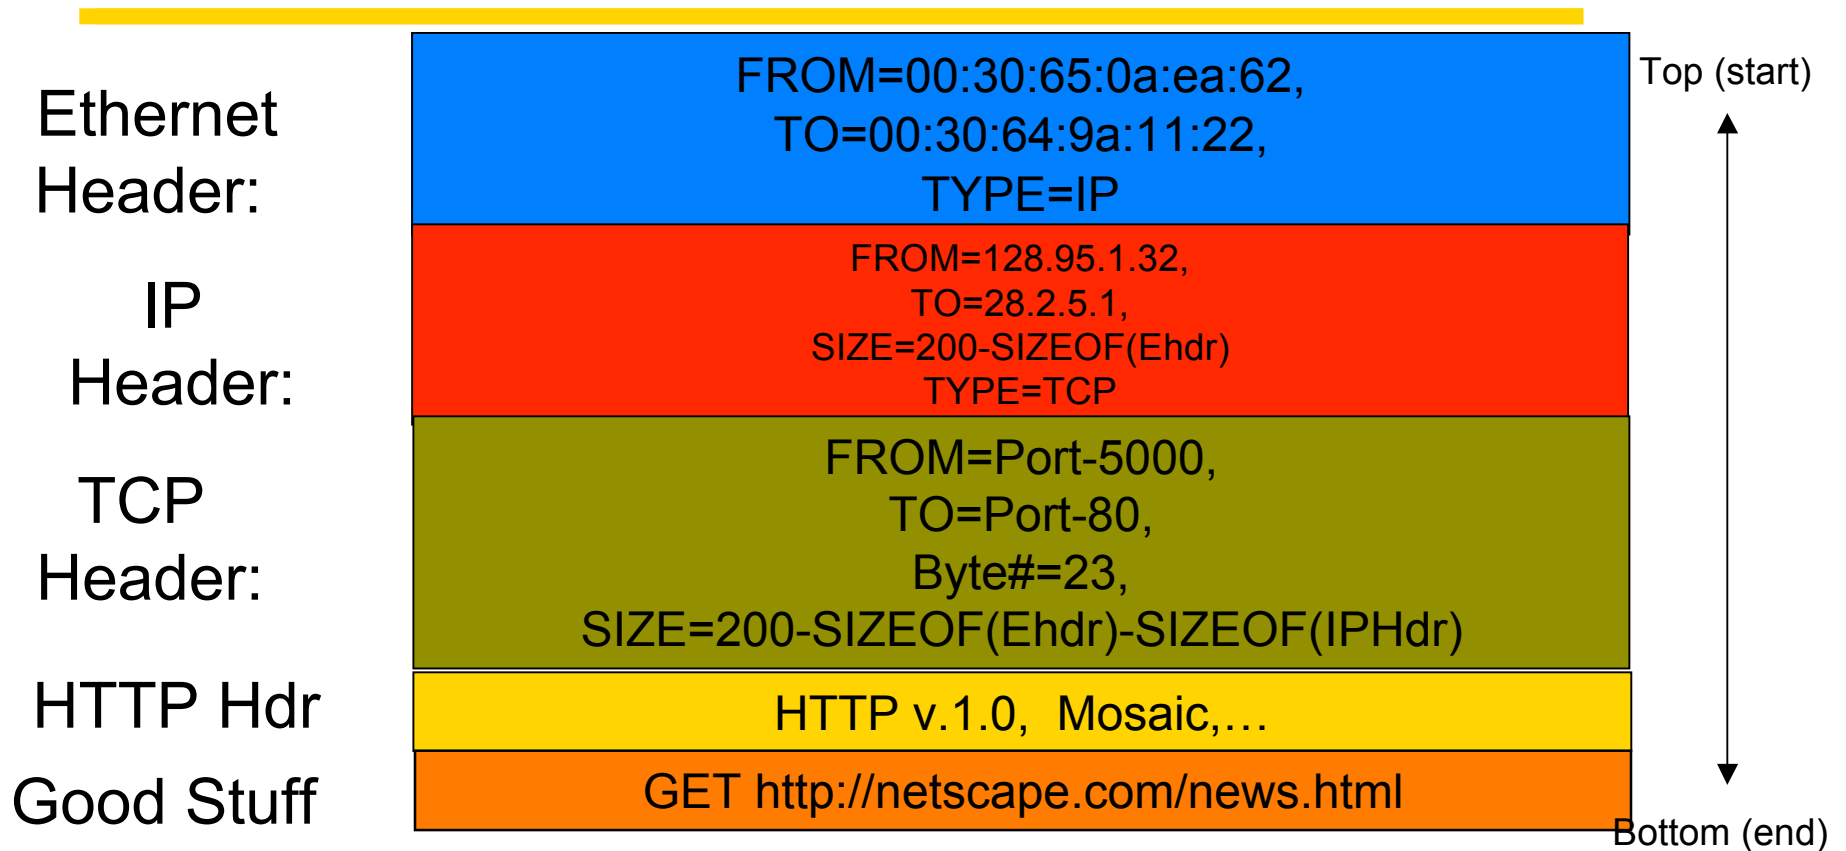 Ethernet
Header:
FROM=00:30:65:0a:ea:62,
TO=00:30:64:9a:11:22,
TYPE=IP
Top (start)
IP
Header:
FROM=128.95.1.32,
TO=28.2.5.1,
SIZE=200-SIZEOF(Ehdr)
TYPE=TCP
TCP
Header:
FROM=Port-5000,
TO=Port-80,
Byte#=23,
SIZE=200-SIZEOF(Ehdr)-SIZEOF(IPHdr)
HTTP Hdr
HTTP v.1.0, Mosaic,…
Good Stuff
GET http://netscape.com/news.html
Bottom (end)